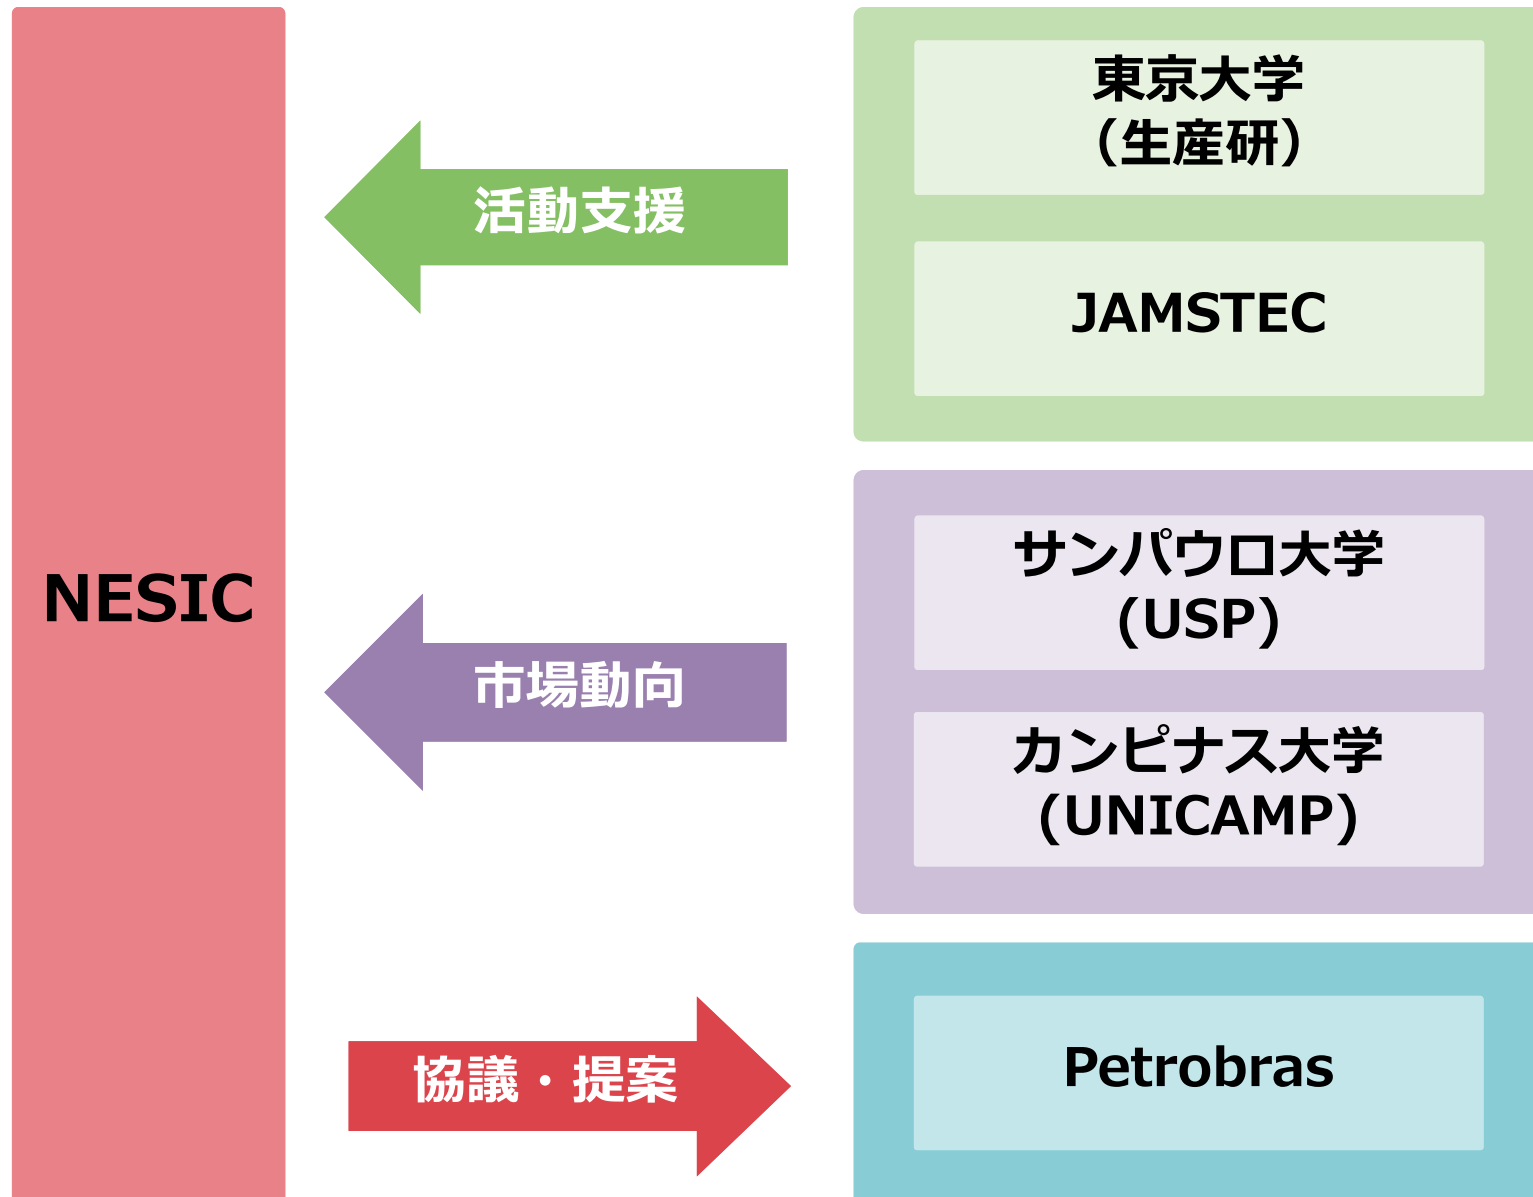 NESIC
活動支援
東京大学
（生産研）
JAMSTEC
市場動向
サンパウロ大学
(USP)
カンピナス大学
(UNICAMP)
協議・提案
Petrobras